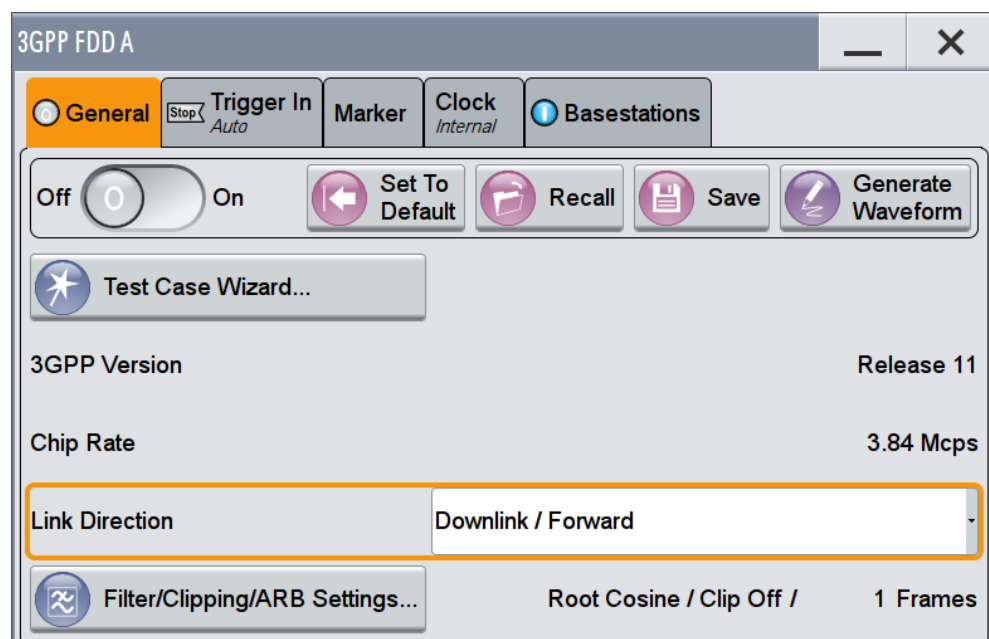 3GPP FDD A
General
Stop
Trigger In
Auto
Marker
Clock
Internal
Basestations
Off
0
On
Set To
Default
Recall
Save
Generate
Waveform
Test Case Wizard...
3GPP Version Release 11
Chip Rate 3.84 Mcps
Link Direction Downlink / Forward
Filter/Clipping/ARB Settings... Root Cosine / Clip Off / 1 Frames